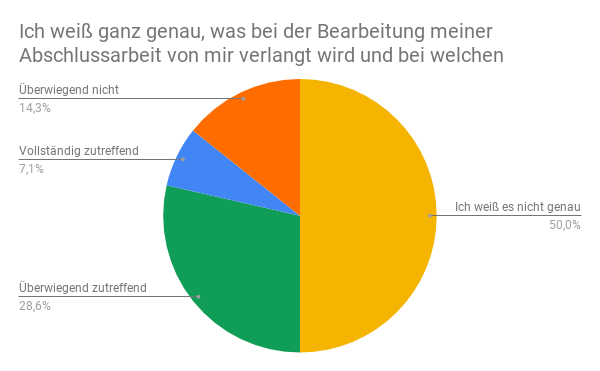 Ich weiß ganz genau, was bei der Bearbeitung meiner
Abschlussarbeit von mir verlangt wird und bei welchen
Überwiegend nicht
14,3%
Vollständig zutreffend
7,1%
Ich weiß es nicht genau
50,0%
Überwiegend zutreffend
28,6%